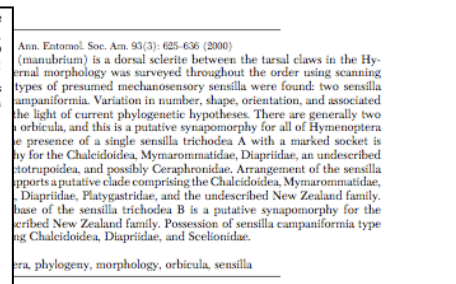 Ann. Entomol. Soc. Am. 93(3): 625–636 (2000)
(manubrium) is a dorsal sclerite between the tarsal claws in the Hy-
ernal morphology was surveyed throughout the order using scanning
types of presumed mechanosensory sensilla were found: two sensilla
ampaniformia. Variation in number, shape, orientation, and associated
the light of current phylogenetic hypotheses. There are generally two
orbicula, and this is a putative synapomorphy for all of Hymenoptera
e presence of a single sensilla trichodea A with a marked socket is
hy for the Chalcidoidea, Mymarommatidae, Diapriidae, an undescribed
ctotrupoidea, and possibly Ceraphronidae. Arrangement of the sensilla
pports a putative clade comprising the Chalcidoidea, Mymarommatidae,
, Diapriidae, Platygastridae, and the undescribed New Zealand family.
base of the sensilla trichodea B is a putative synapomorphy for the
cribed New Zealand family. Possession of sensilla campaniformia type
ng Chalcidoidea, Diapriidae, and Scelionidae.
era, phylogeny, morphology, orbicula, sensilla